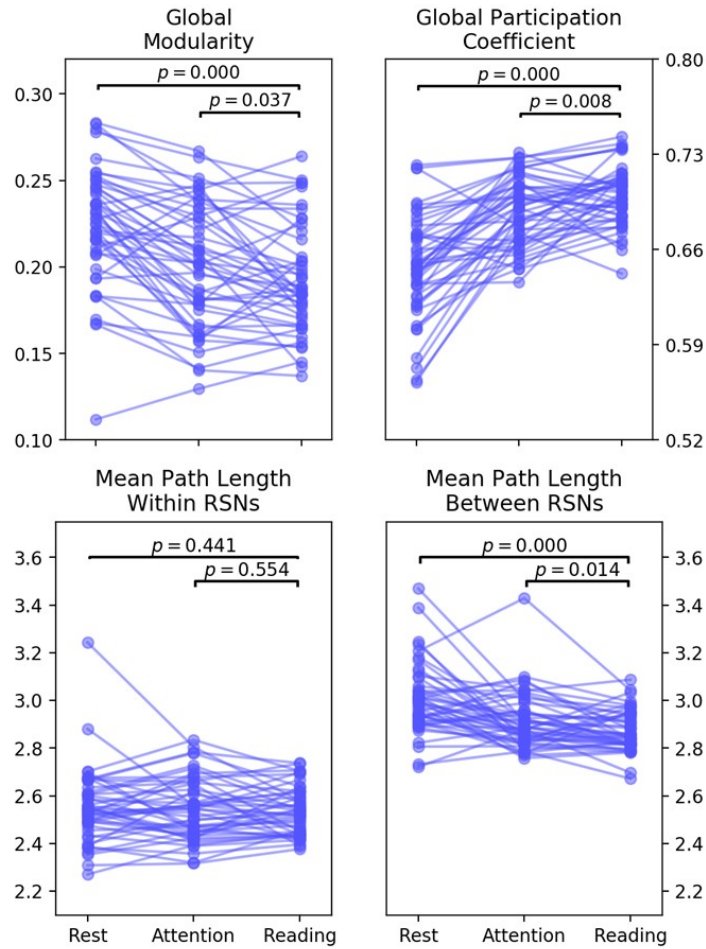 Global
Modularity
Global Participation
Coefficient
p = 0.000
p = 0.037
0.30
0.25
0.20
0.15
0.10
p = 0.000
p = 0.008
0.80
0.73
0.66
0.59
0.52
Mean Path Length
Within RSNs
Mean Path Length
Between RSNs
p = 0.441
p = 0.554
3.6
3.4
3.2
3.0
2.8
2.6
2.4
2.2
p = 0.000
p = 0.014
3.6
3.4
3.2
3.0
2.8
2.6
2.4
2.2
Rest Attention Reading
Rest Attention Reading